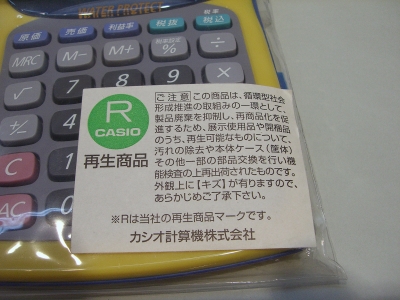 WATER PROTECT
原価 売価 利益率 税抜 税率 税込
MRC M− M+ % ÷
√ 7 8 9 ×
C
AC 0
R
CASIO
再生商品
ご注意 この商品は、循環型社会
形成推進の取組みの一環として、
製品廃棄を抑制し、再商品化を促
進するため、展示使用品や開梱品
のうち、再生可能なものについて、
汚れの除去や本体ケース(筐体)
その他一部の部品交換を行い機
能検査の上再出荷されたものです。
外観上に【キズ】が有りますので、
あらかじめご了承下さい。
※Rは当社の再生商品マークです。
カシオ計算機株式会社